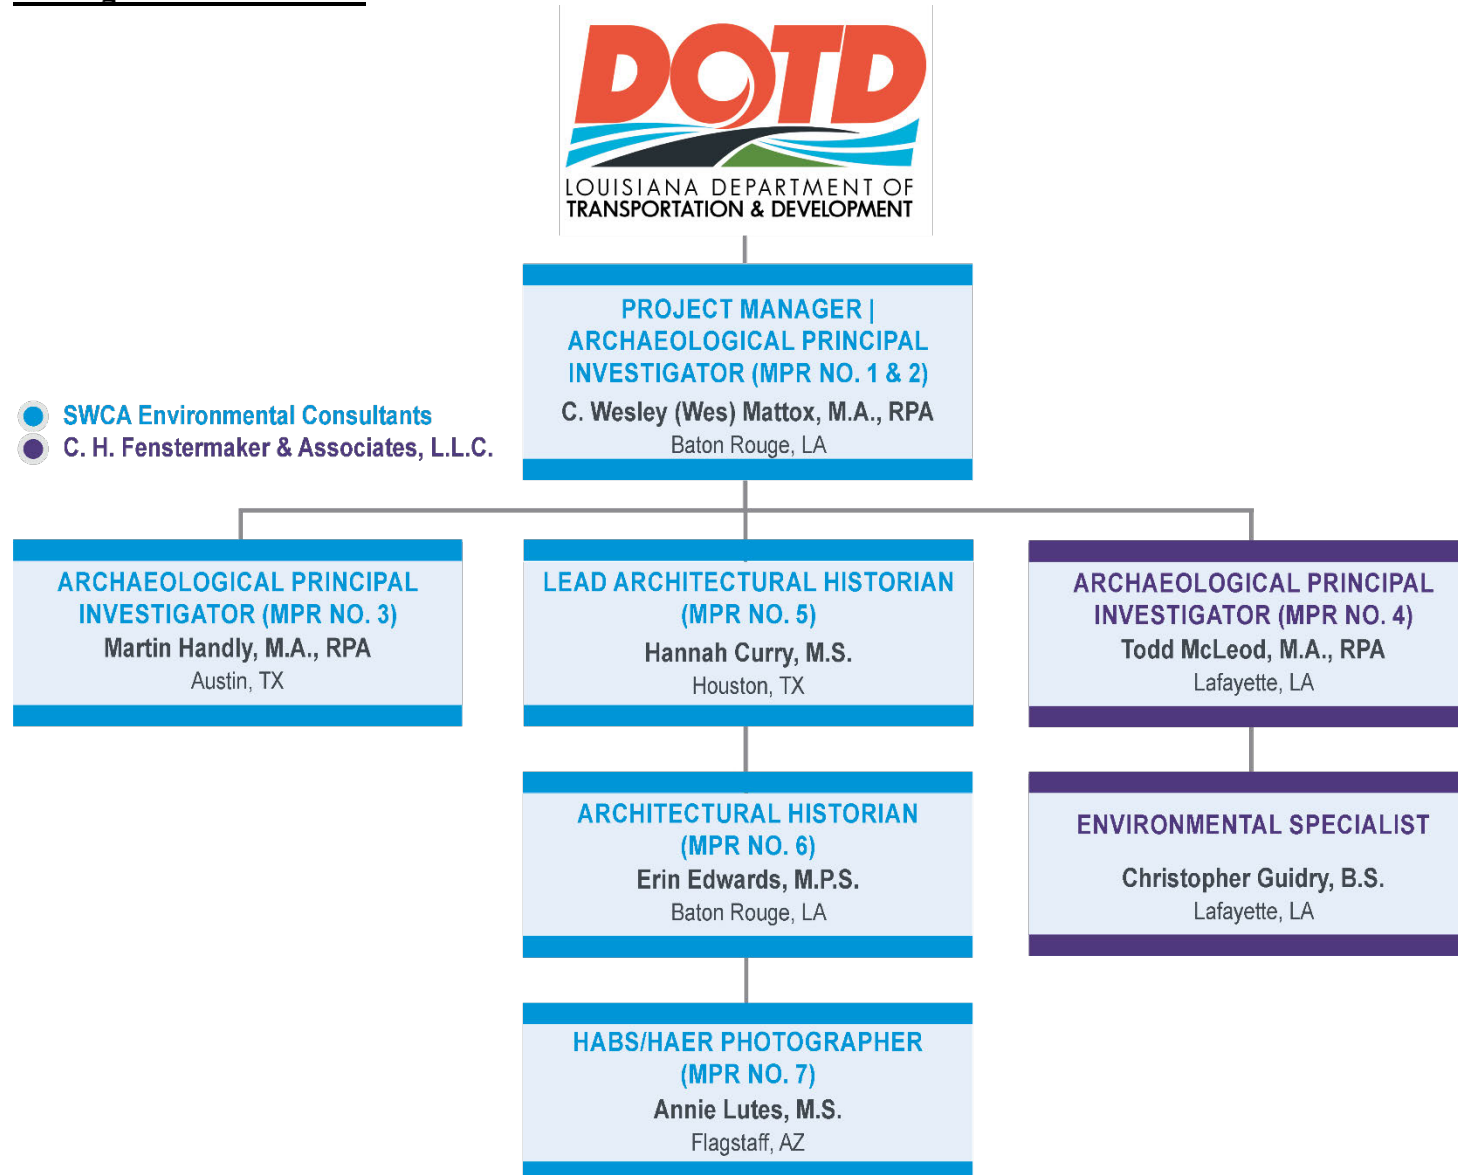 DOTD
LOUISIANA DEPARTMENT OF
TRANSPORTATION & DEVELOPMENT
PROJECT MANAGER |
ARCHAEOLOGICAL PRINCIPAL
INVESTIGATOR (MPR NO. 1 & 2)
C. Wesley (Wes) Mattox, M.A., RPA
Baton Rouge, LA
SWCA Environmental Consultants
C. H. Fenstermaker & Associates, L.L.C.
ARCHAEOLOGICAL PRINCIPAL
INVESTIGATOR (MPR NO. 3)
Martin Handly, M.A., RPA
Austin, TX
LEAD ARCHITECTURAL HISTORIAN
(MPR NO. 5)
Hannah Curry, M.S.
Houston, TX
ARCHAEOLOGICAL PRINCIPAL
INVESTIGATOR (MPR NO. 4)
Todd McLeod, M.A., RPA
Lafayette, LA
ARCHITECTURAL HISTORIAN
(MPR NO. 6)
Erin Edwards, M.P.S.
Baton Rouge, LA
ENVIRONMENTAL SPECIALIST
Christopher Guidry, B.S.
Lafayette, LA
HABS/HAER PHOTOGRAPHER
(MPR NO. 7)
Annie Lutes, M.S.
Flagstaff, AZ